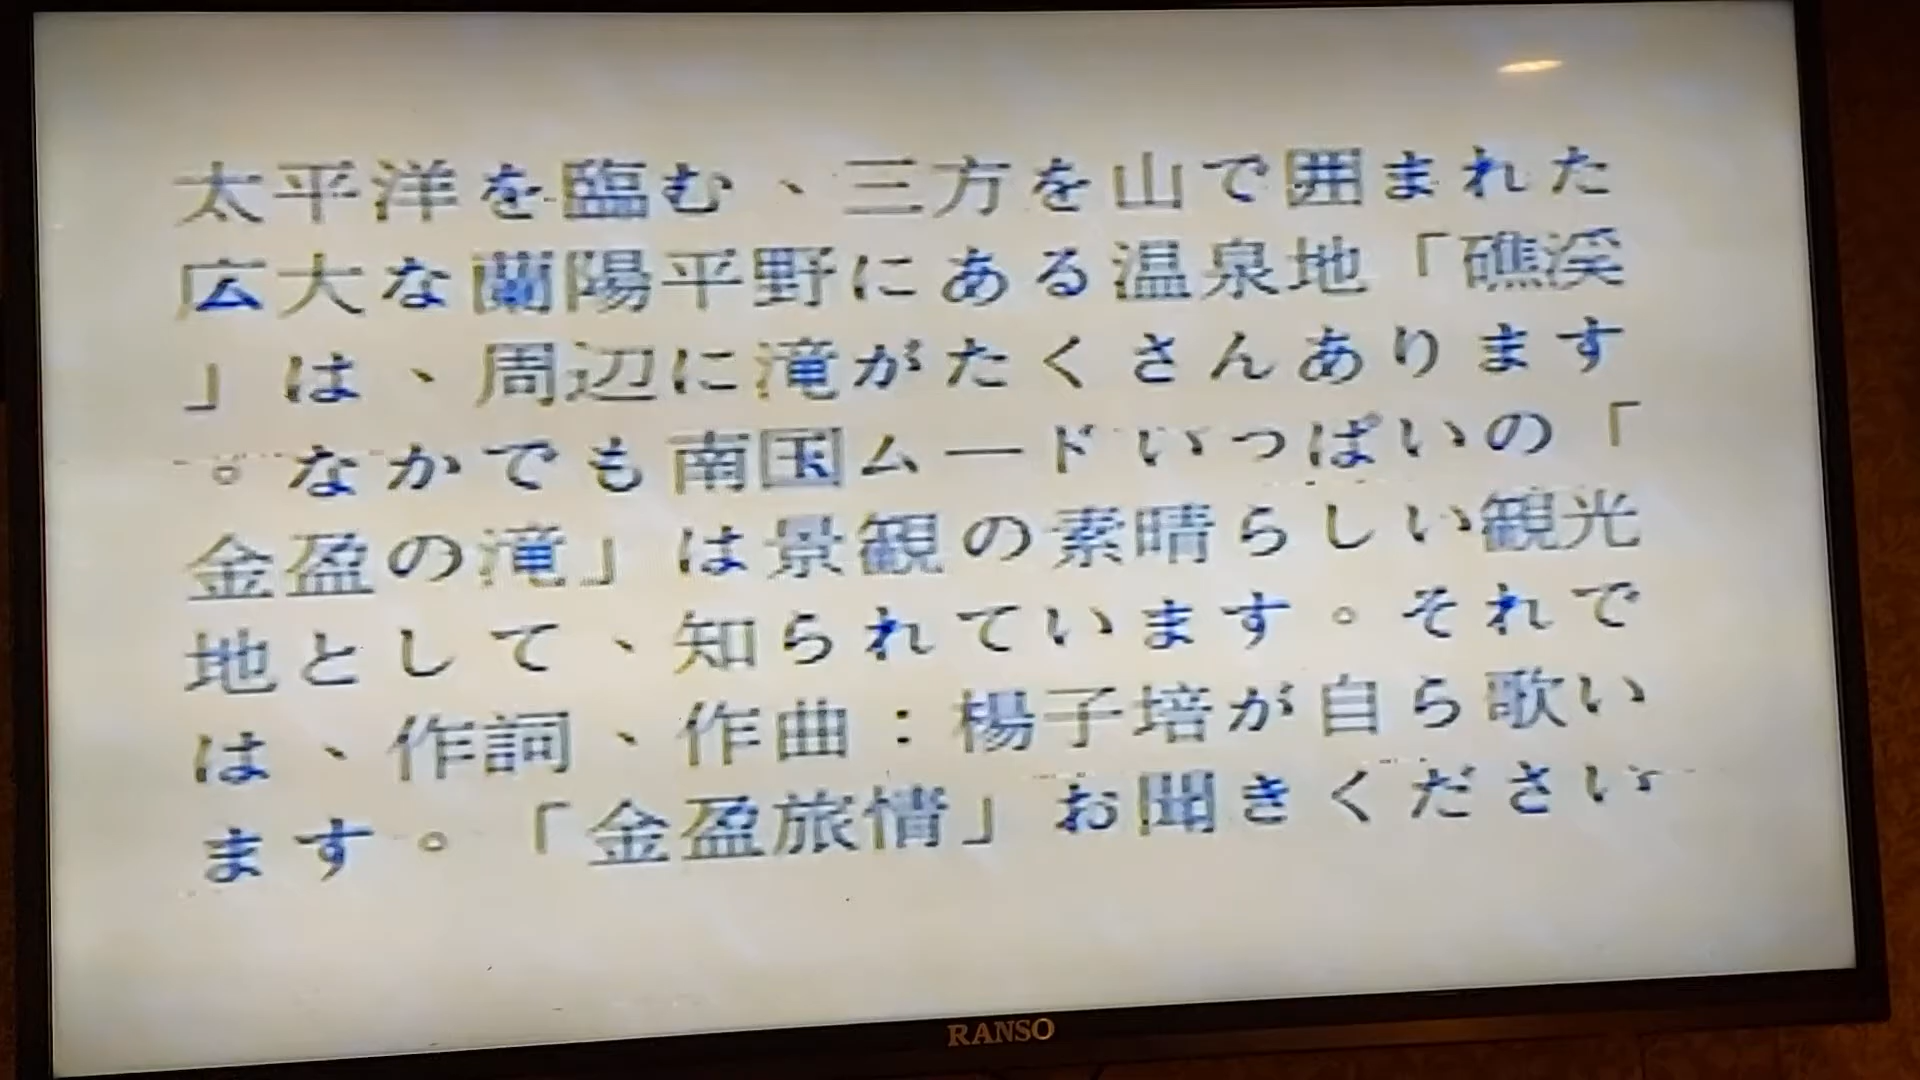 太平洋を臨む、三方を山で囲まれた
広大な蘭陽平野にある温泉地「礁渓
」は、周辺に滝がたくさんあります
。なかでも南国ムードいっぱいの「
金盈の滝」は景観の素晴らしい観光
地として、知られています。それで
は、作詞、作曲：楊子培が自ら歌い
ます。「金盈旅情」お聞きください
RANSO